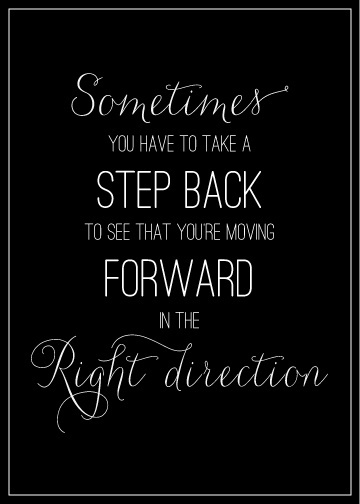 Sometimes
YOU HAVE TO TAKE A
STEP BACK
TO SEE THAT YOU'RE MOVING
FORWARD
IN THE
Right direction